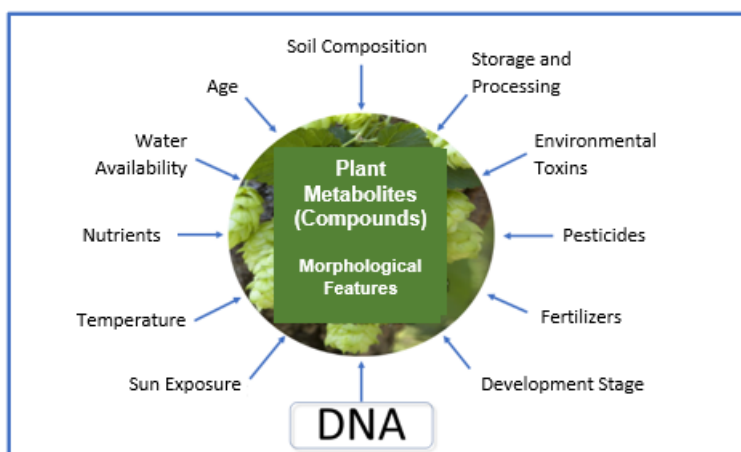 Soil Composition
Storage and
Processing
Age
Water
Availability
Environmental
Toxins
Plant
Metabolites
(Compounds)
Morphological
Features
Nutrients
Pesticides
Temperature
Fertilizers
Sun Exposure
Development Stage
DNA